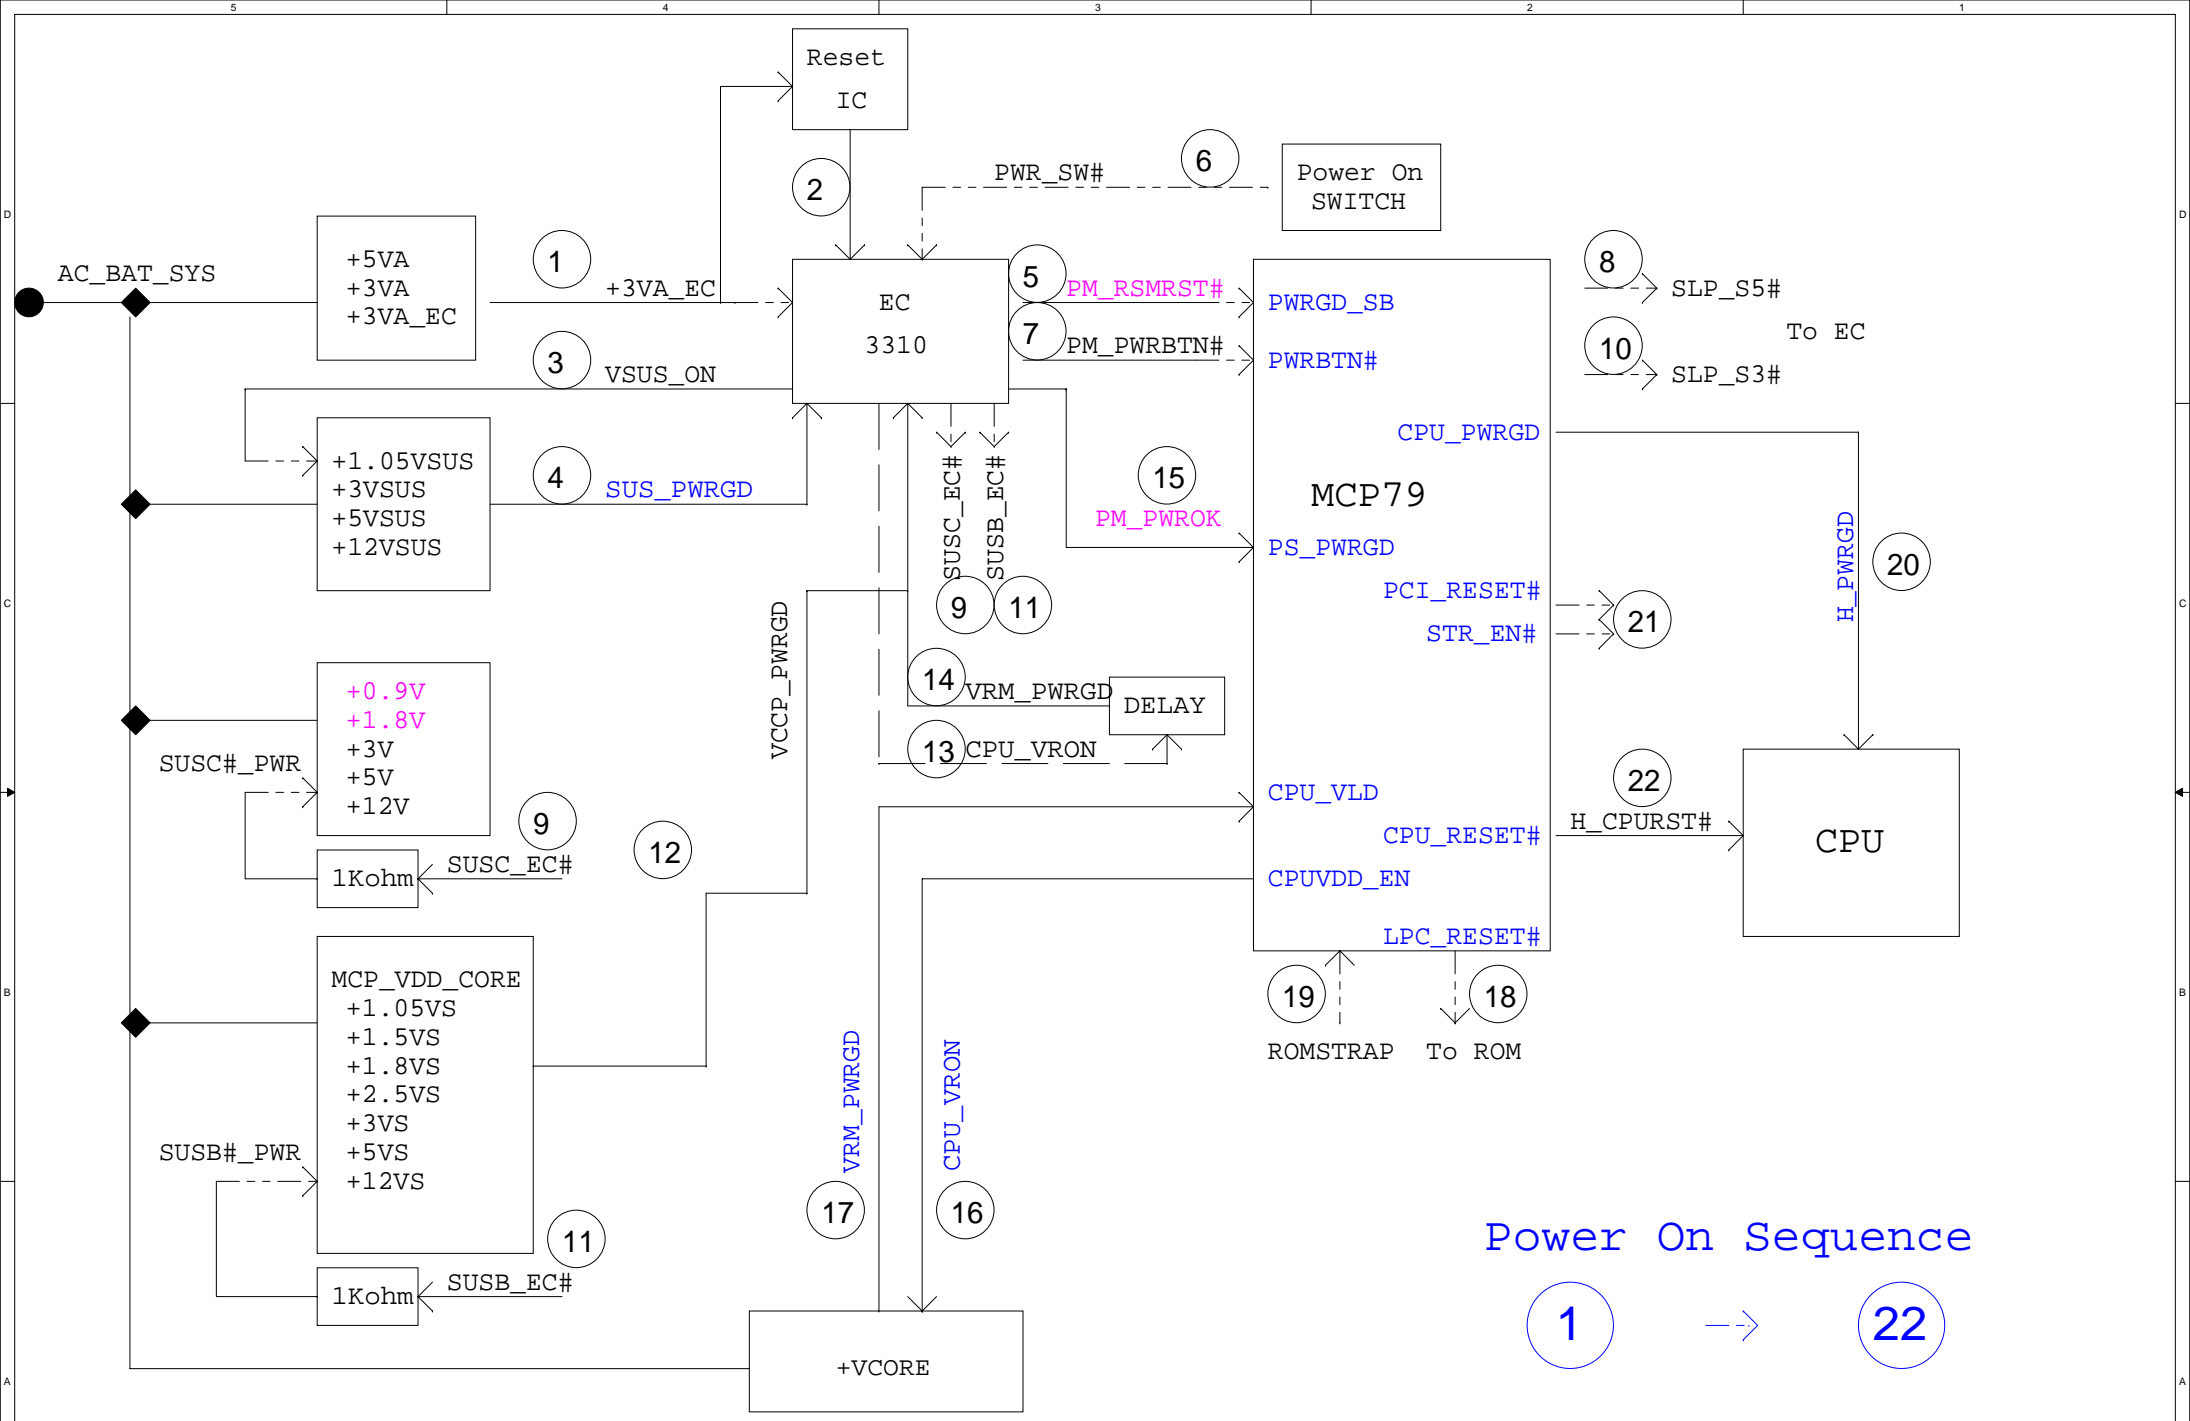 5
4
3
2
1
Reset
IC
2
PWR_SW#
6
Power On
SWITCH
D
D
AC_BAT_SYS
+5VA
+3VA
+3VA_EC
1
+3VA_EC
EC
3310
5
PM_RSMRST#
7
PM_PWRBTN#
PWRGD_SB
PWRBTN#
8
SLP_S5#
To EC
10
SLP_S3#
3
VSUS_ON
+1.05VSUS
+3VSUS
+5VSUS
+12VSUS
4
SUS_PWRGD
SUSC_EC#
SUSB_EC#
9
11
15
PM_PWROK
CPU_PWRGD
MCP79
PS_PWRGD
PCI_RESET#
STR_EN#
21
H_PWRGD
20
C
C
VCCP_PWRGD
14
VRM_PWRGD
DELAY
13
CPU_VRON
+0.9V
+1.8V
+3V
+5V
+12V
SUSC#_PWR
9
1Kohm
SUSC_EC#
12
CPU_VLD
CPU_RESET#
CPUVDD_EN
LPC_RESET#
22
H_CPURST#
CPU
MCP_VDD_CORE
+1.05VS
+1.5VS
+1.8VS
+2.5VS
+3VS
+5VS
+12VS
SUSB#_PWR
11
1Kohm
SUSB_EC#
B
B
19
18
ROMSTRAP
To ROM
VRM_PWRGD
CPU_VRON
17
16
+VCORE
Power On Sequence
1
22
A
A